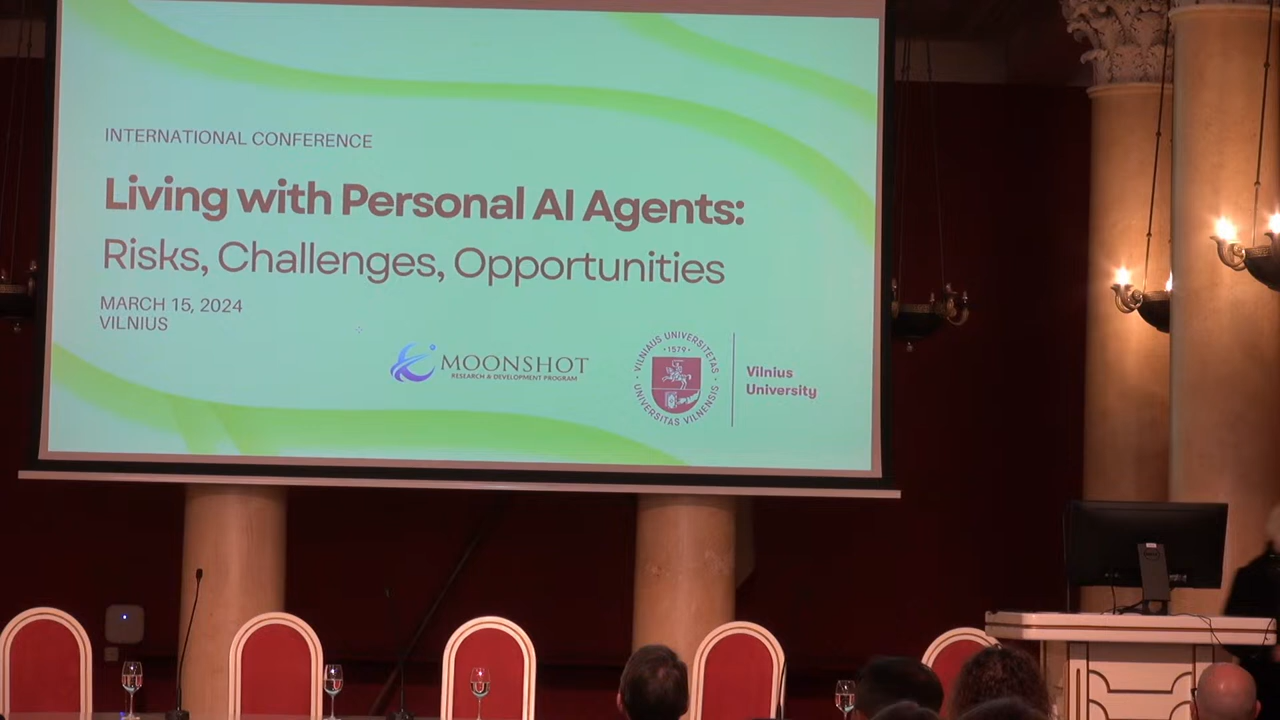 INTERNATIONAL CONFERENCE
Living with Personal AI Agents:
Risks, Challenges, Opportunities
MARCH 15, 2024
VILNIUS
MOONSHOT
RESEARCH & DEVELOPMENT PROGRAM
VILNIAUS UNIVERSITETAS
1579
UNIVERSITAS VILNENSIS
Vilnius
University